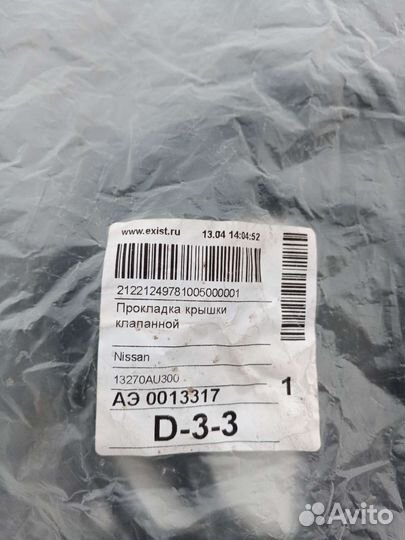 www.exist.ru 13.04 14:04:52
21221249781005000001
Прокладка крышки
клапанной
Nissan
13270AU300
АЭ 0013317 1
D-3-3
Avito